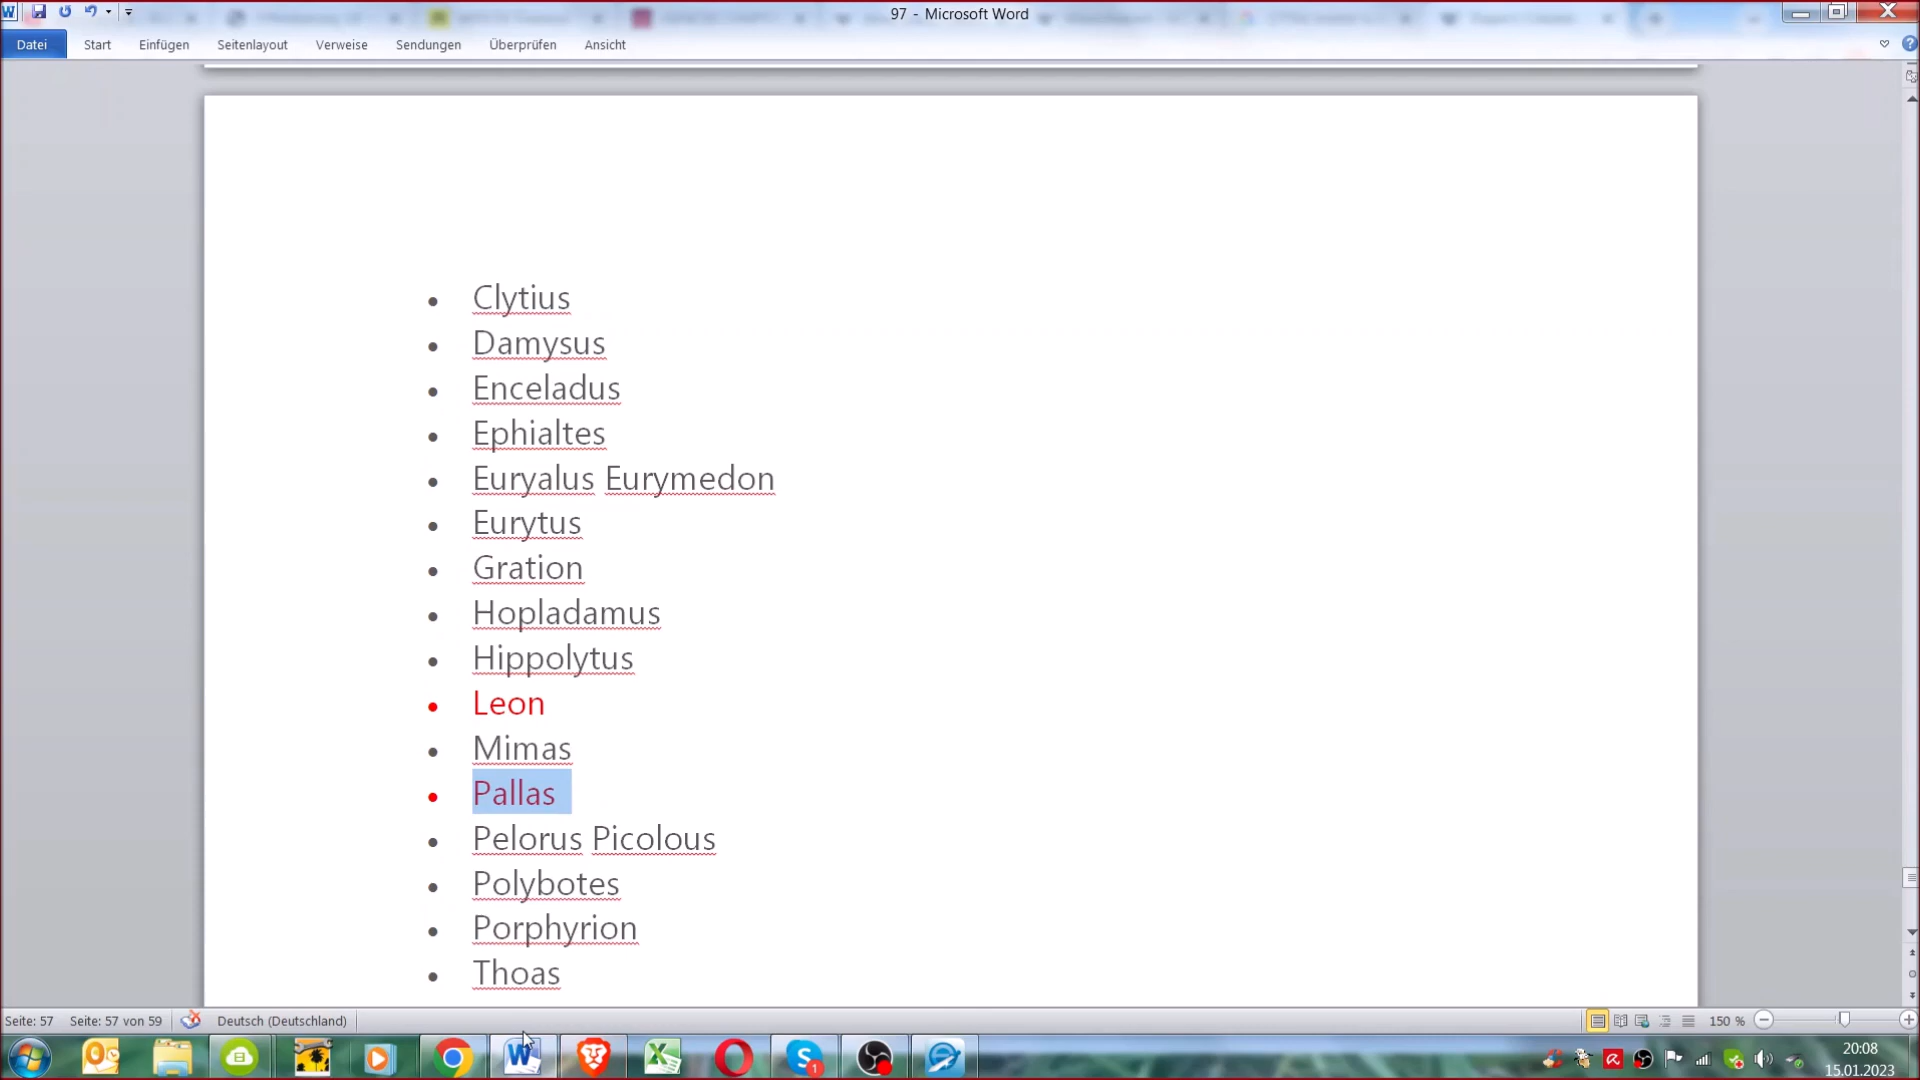 97 - Microsoft Word
Datei Start Einfügen Seitenlayout Verweise Sendungen Überprüfen Ansicht
Clytius
Damysus
Enceladus
Ephialtes
Euryalus Eurymedon
Eurytus
Gration
Hopladamus
Hippolytus
Leon
Mimas
Pallas
Pelorus Picolous
Polybotes
Porphyrion
Thoas
Seite: 57 Seite: 57 von 59 Deutsch (Deutschland) 150 %
1
20:08
15.01.2023